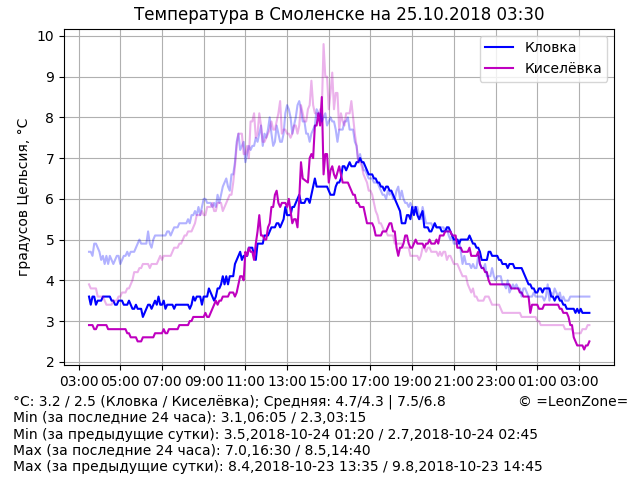 Температура в Смоленске на 25.10.2018 03:30
10
9
8
7
6
5
4
3
2
градусов Цельсия, °C
Кловка
Киселёвка
03:00 05:00 07:00 09:00 11:00 13:00 15:00 17:00 19:00 21:00 23:00 01:00 03:00
°C: 3.2 / 2.5 (Кловка / Киселёвка); Средняя: 4.7/4.3 | 7.5/6.8 © =LeonZone=
Min (за последние 24 часа): 3.1,06:05 / 2.3,03:15
Min (за предыдущие сутки): 3.5,2018-10-24 01:20 / 2.7,2018-10-24 02:45
Max (за последние 24 часа): 7.0,16:30 / 8.5,14:40
Max (за предыдущие сутки): 8.4,2018-10-23 13:35 / 9.8,2018-10-23 14:45